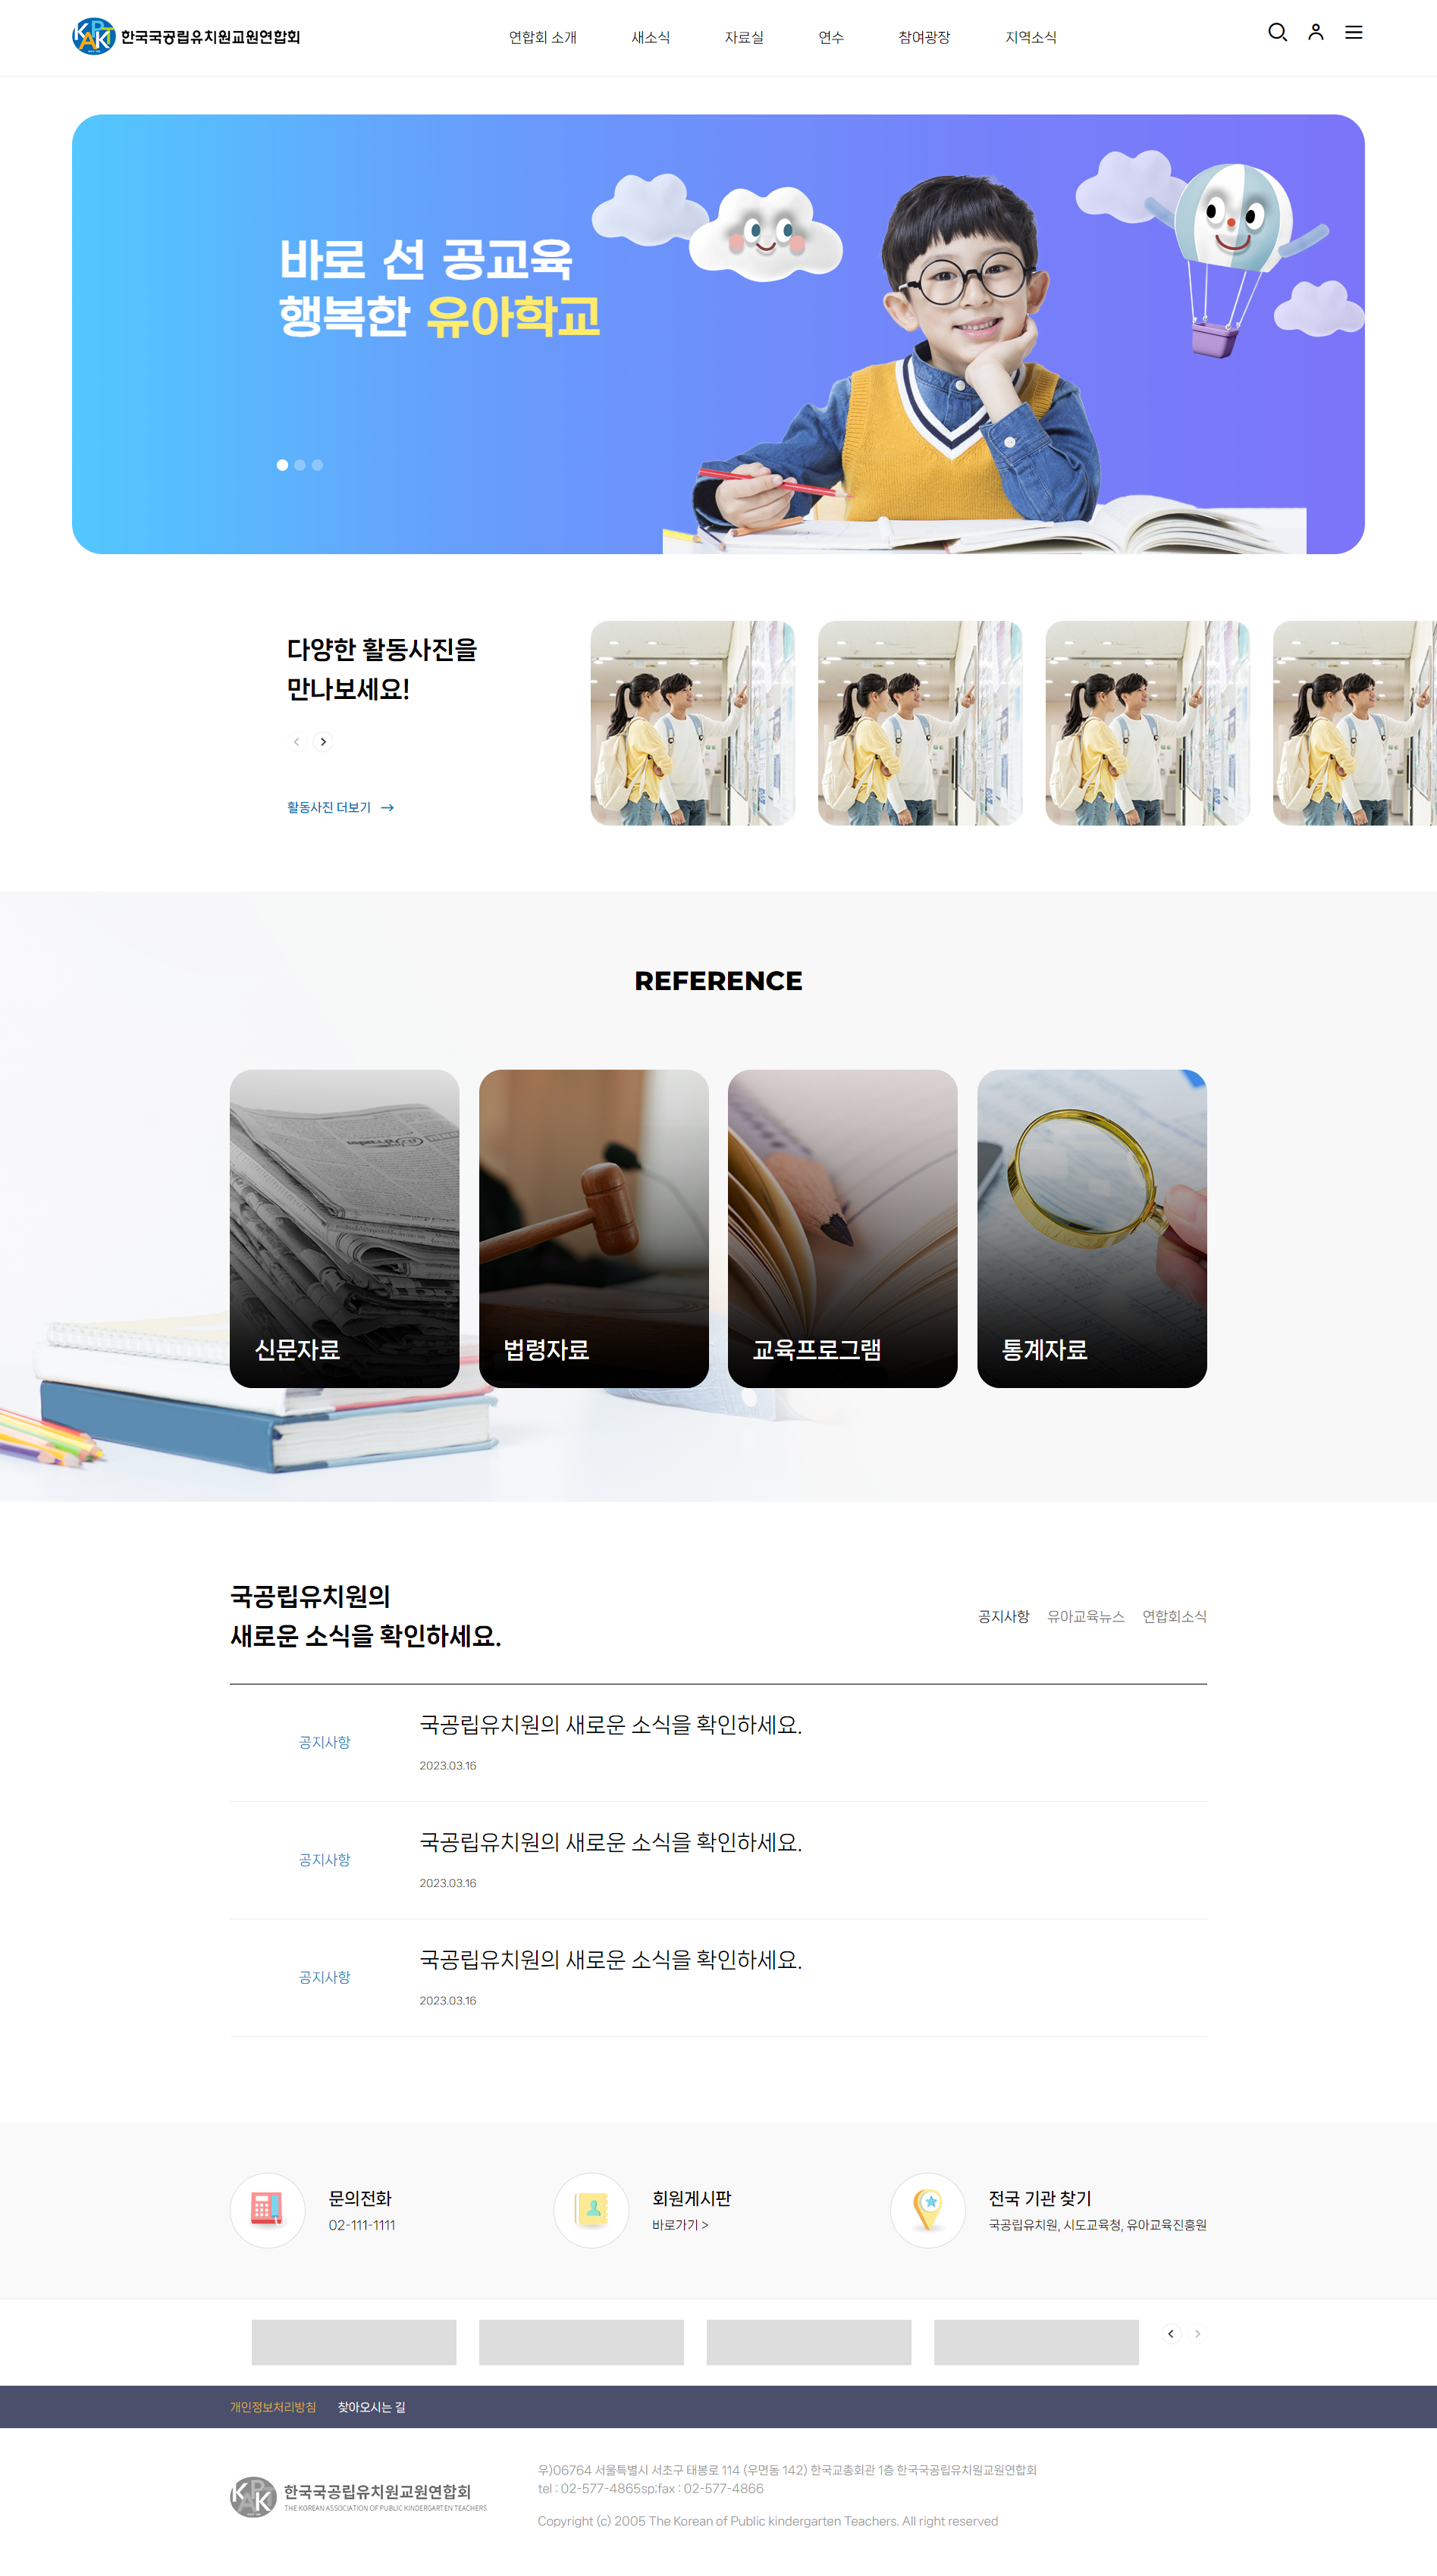 KAPKT 한국국공립유치원교원연합회
연합회 소개 새소식 자료실 연수 참여광장 지역소식
바로 선 공교육
행복한 유아학교
다양한 활동사진을
만나보세요!
활동사진 더보기 →
REFERENCE
신문자료 법령자료 교육프로그램 통계자료
국공립유치원의
새로운 소식을 확인하세요.
공지사항 유아교육뉴스 연합회소식
국공립유치원의 새로운 소식을 확인하세요.
공지사항
2023.03.16
국공립유치원의 새로운 소식을 확인하세요.
공지사항
2023.03.16
국공립유치원의 새로운 소식을 확인하세요.
공지사항
2023.03.16
문의전화
02-111-1111
회원게시판
바로가기 >
전국 기관 찾기
국공립유치원, 시도교육청, 유아교육진흥원
개인정보처리방침 찾아오시는 길
한국국공립유치원교원연합회
THE KOREAN ASSOCIATION OF PUBLIC KINDERGARTEN TEACHERS
우)06764 서울특별시 서초구 태봉로 114 (우면동 142) 한국교총회관 1층 한국국공립유치원교원연합회
tel : 02-577-4865sp;fax : 02-577-4866
Copyright (c) 2005 The Korean of Public kindergarten Teachers. All right reserved